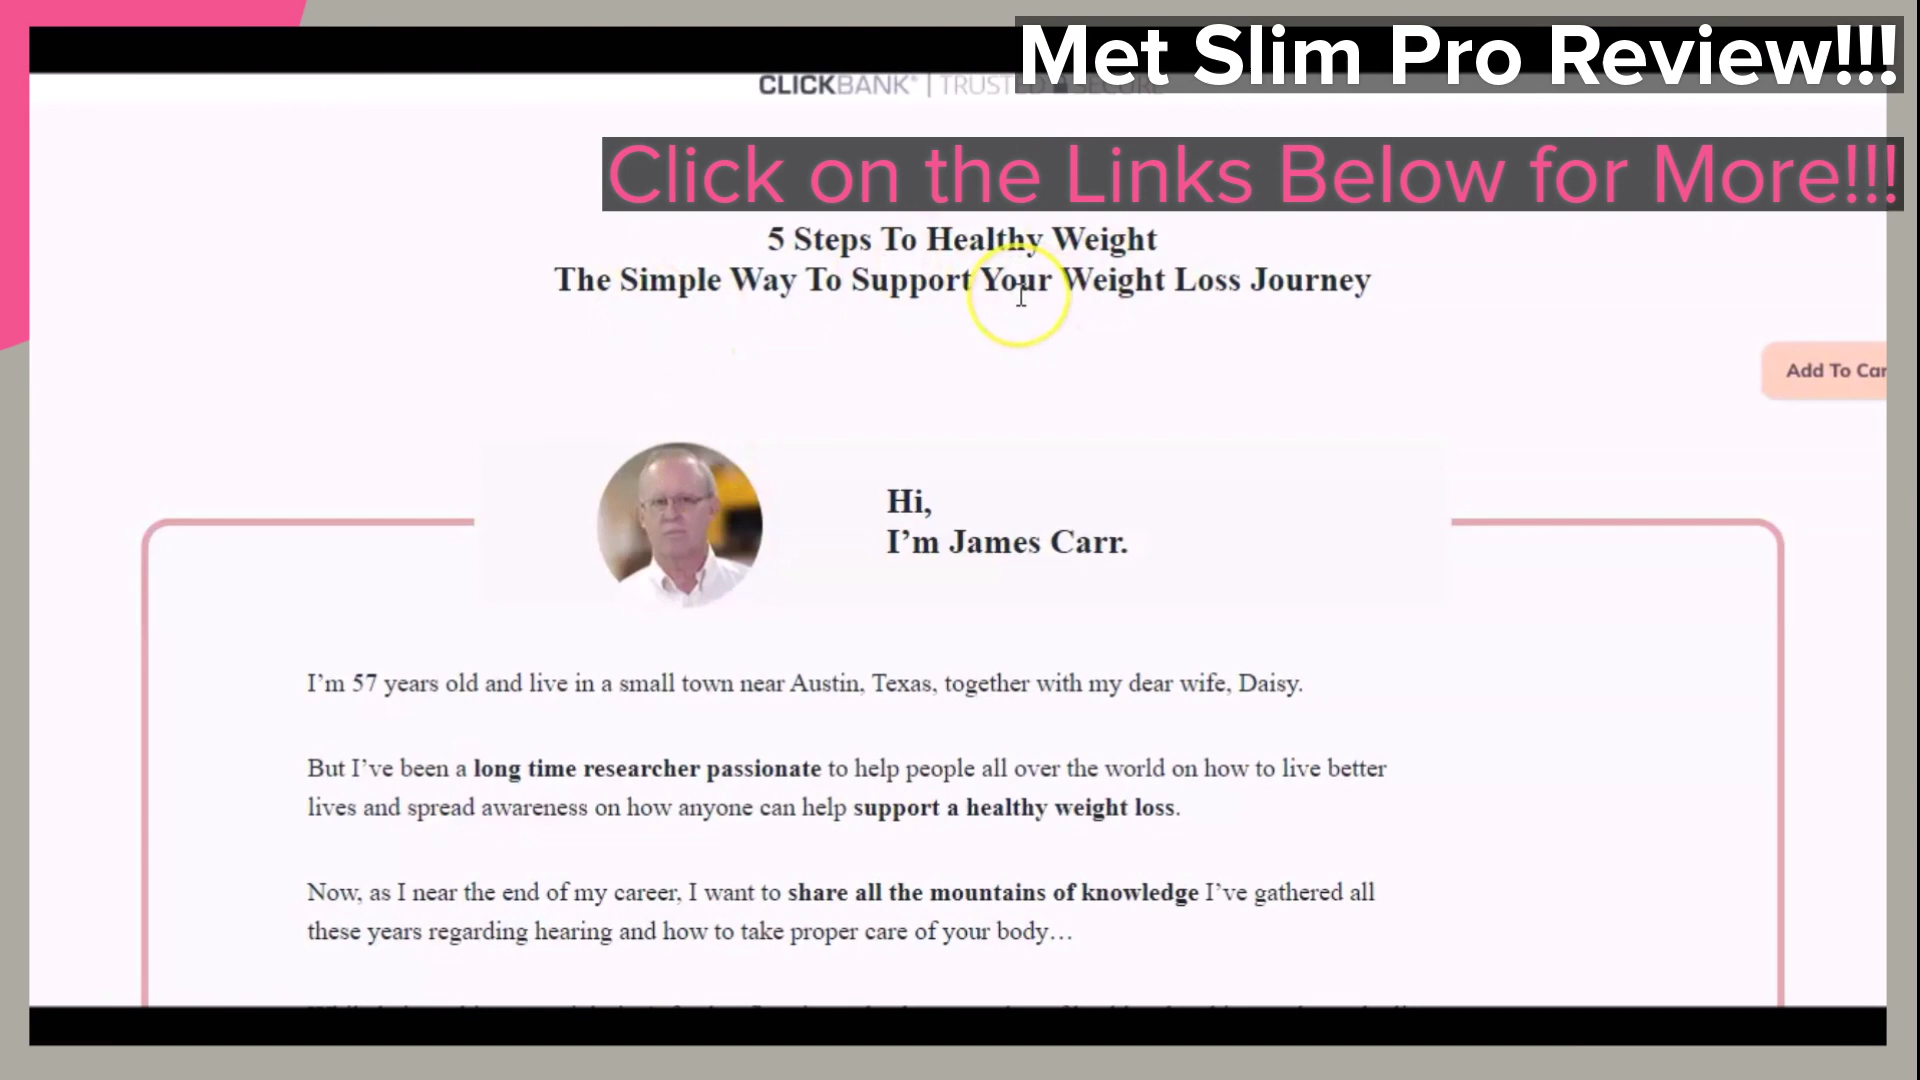 Met Slim Pro Review!!!
CLICKBANK | TRUST
Click on the Links Below for More!!!
5 Steps To Healthy Weight
The Simple Way To Support Your Weight Loss Journey
Add To Car
Hi,
I'm James Carr.
I'm 57 years old and live in a small town near Austin, Texas, together with my dear wife, Daisy.
But I've been a long time researcher passionate to help people all over the world on how to live better
lives and spread awareness on how anyone can help support a healthy weight loss.
Now, as I near the end of my career, I want to share all the mountains of knowledge I've gathered all
these years regarding hearing and how to take proper care of your body…